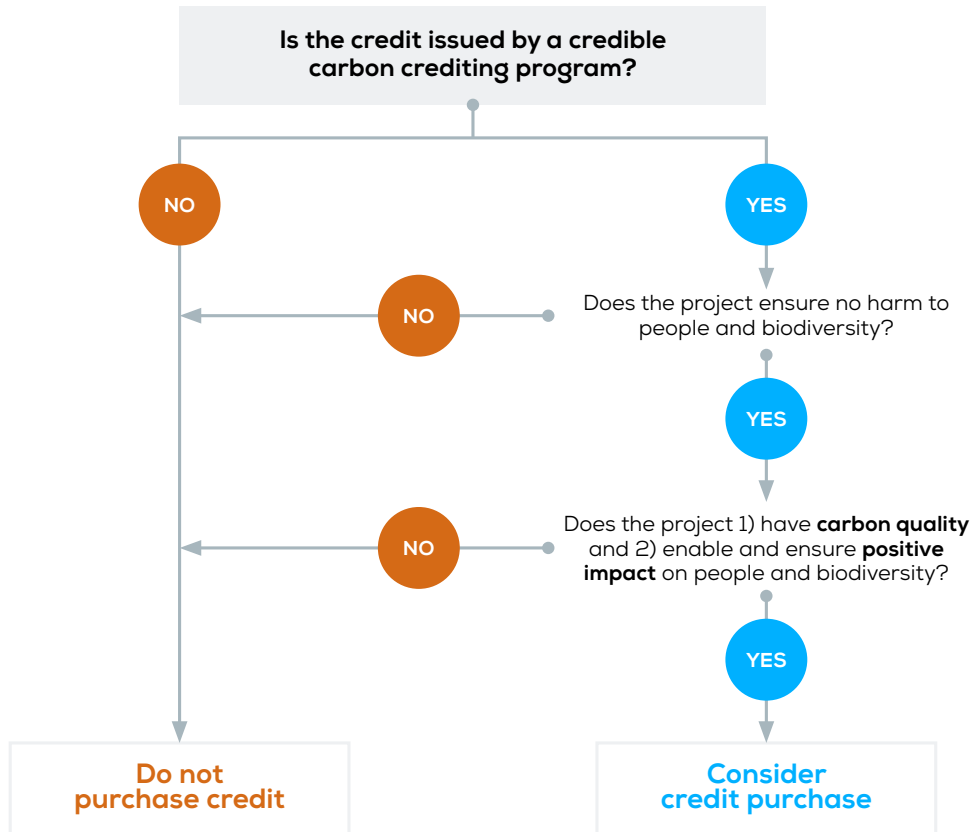 Is the credit issued by a credible
carbon crediting program?
NO
YES
Does the project ensure no harm to
people and biodiversity?
NO
YES
Does the project 1) have carbon quality
and 2) enable and ensure positive
impact on people and biodiversity?
NO
YES
Do not
purchase credit
Consider
credit purchase